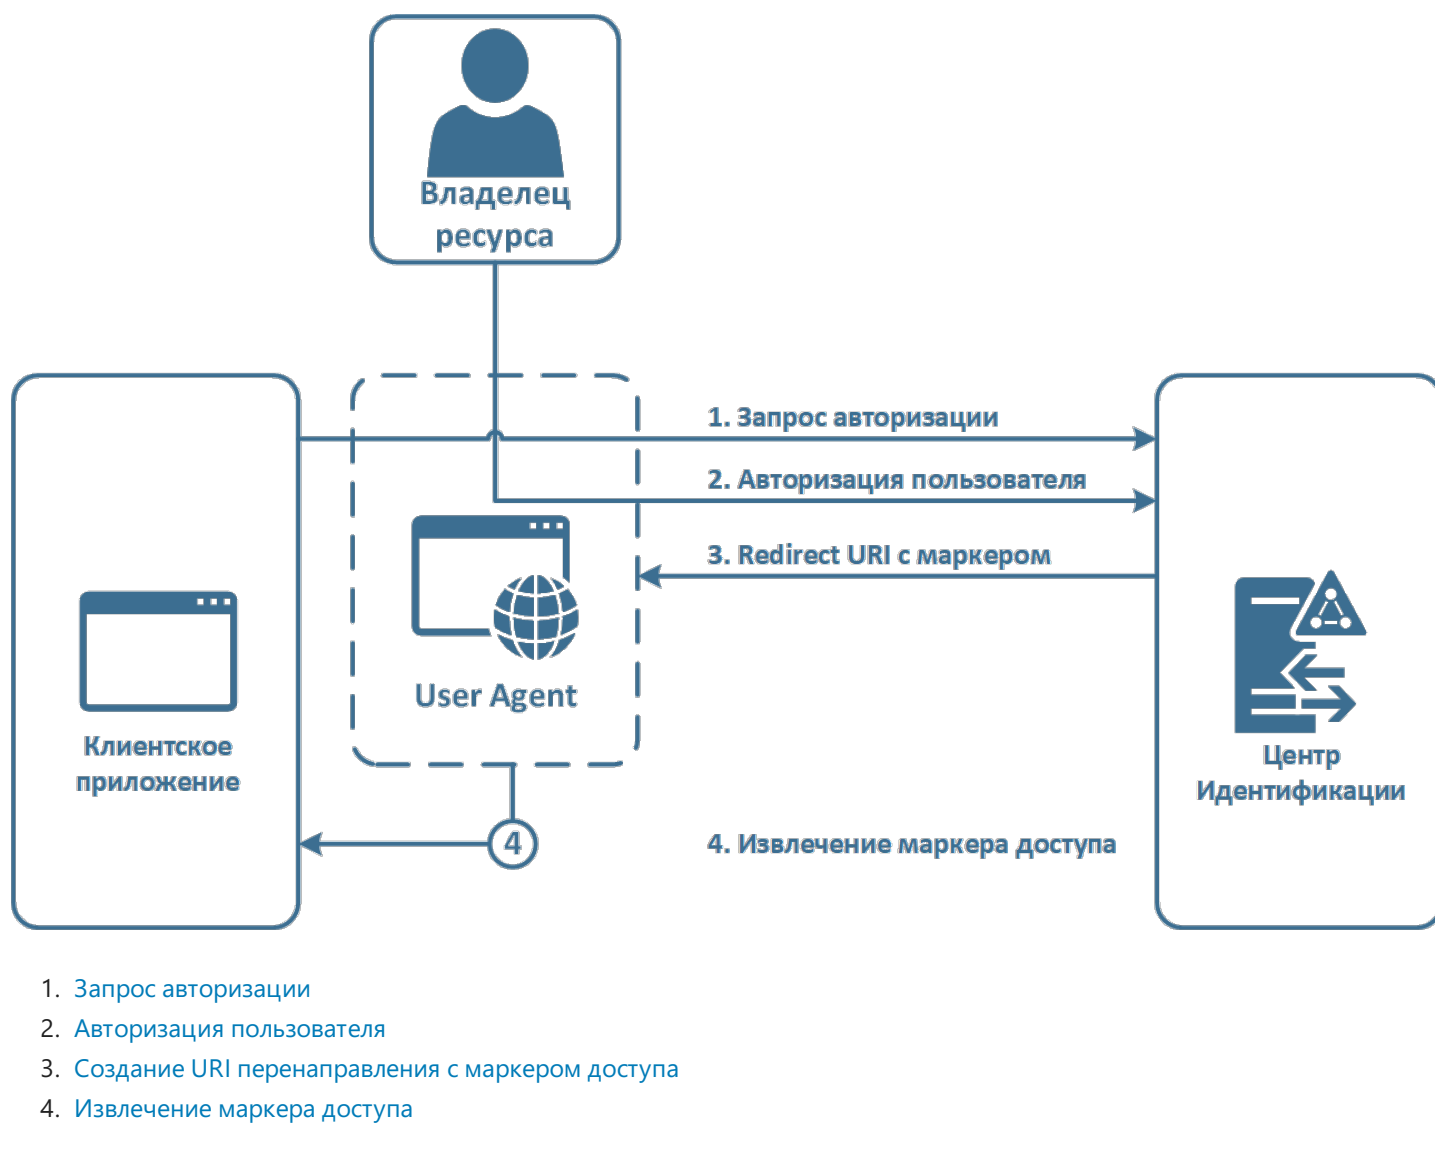 Владелец
ресурса
1. Запрос авторизации
2. Авторизация пользователя
3. Redirect URI с маркером
User Agent
Клиентское
приложение
Центр
Идентификации
4
4. Извлечение маркера доступа
1. Запрос авторизации
2. Авторизация пользователя
3. Создание URI перенаправления с маркером доступа
4. Извлечение маркера доступа